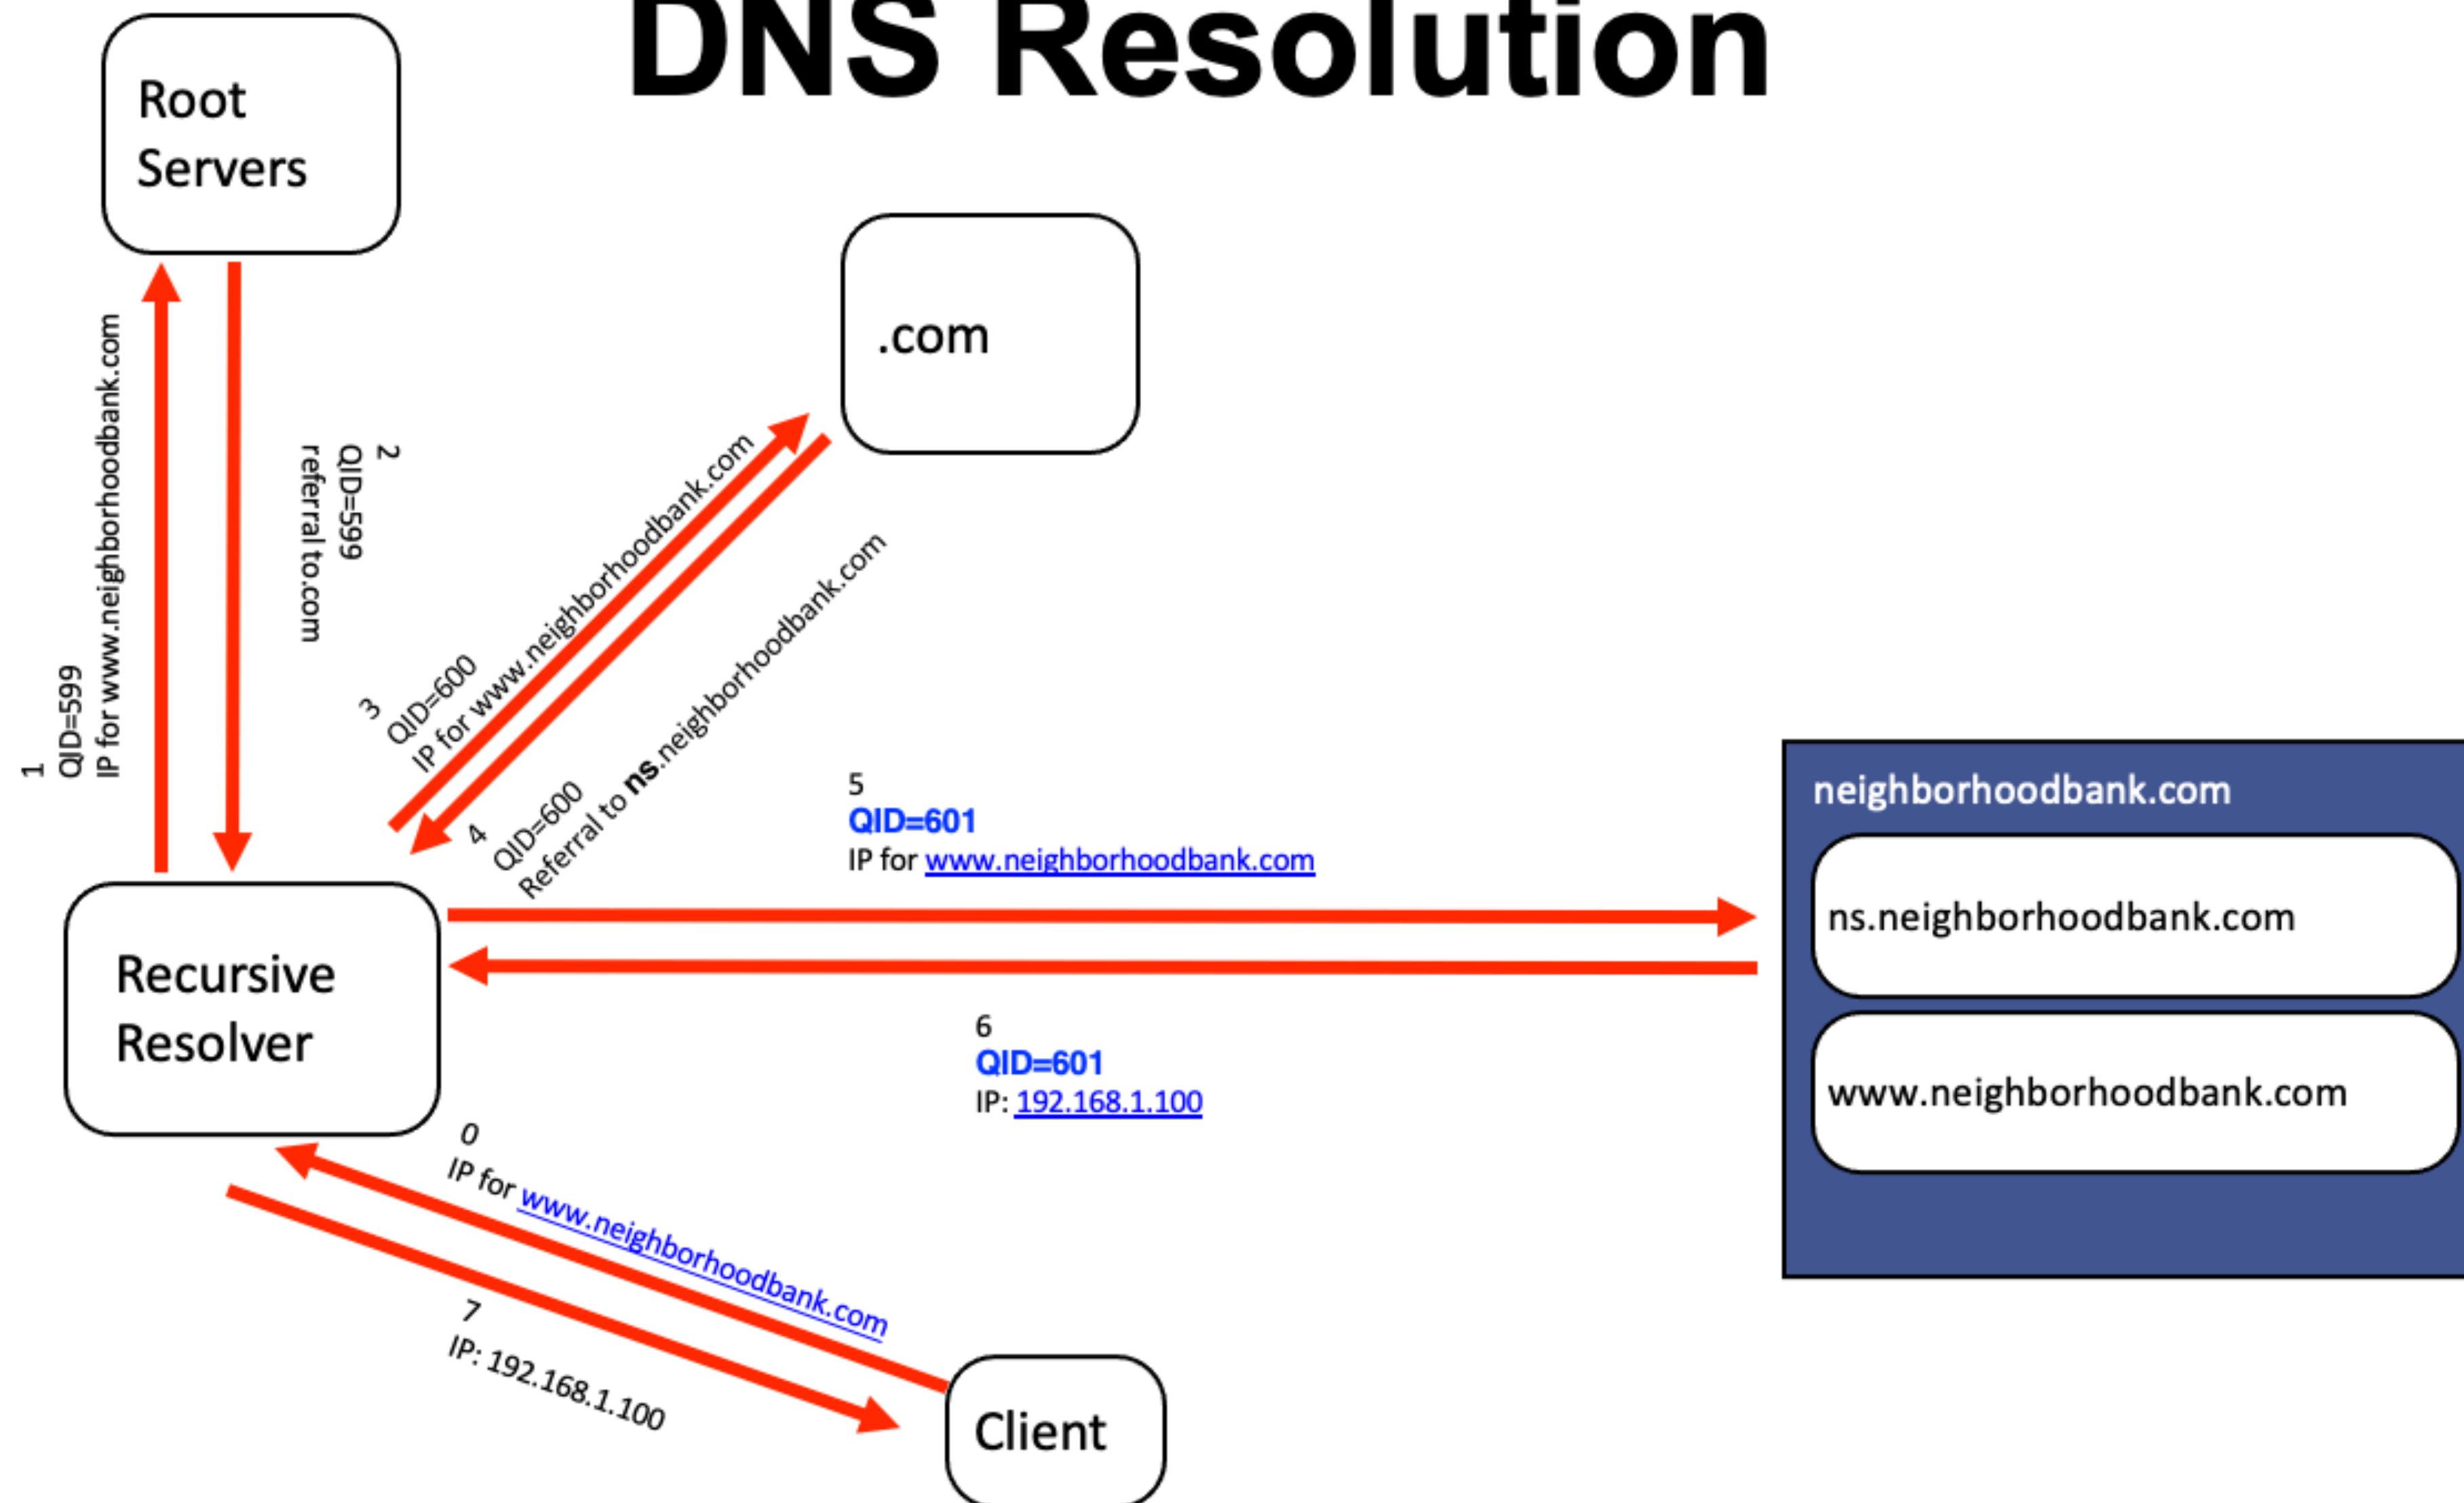 DNS Resolution
Root
Servers
.com
1
QID=599
IP for www.neighborhoodbank.com
2
QID=599
referral to.com
3
QID=600
IP for www.neighborhoodbank.com
4
QID=600
Referral to ns.neighborhoodbank.com
5
QID=601
IP for www.neighborhoodbank.com
neighborhoodbank.com
ns.neighborhoodbank.com
www.neighborhoodbank.com
Recursive
Resolver
6
QID=601
IP: 192.168.1.100
0
IP for www.neighborhoodbank.com
7
IP: 192.168.1.100
Client